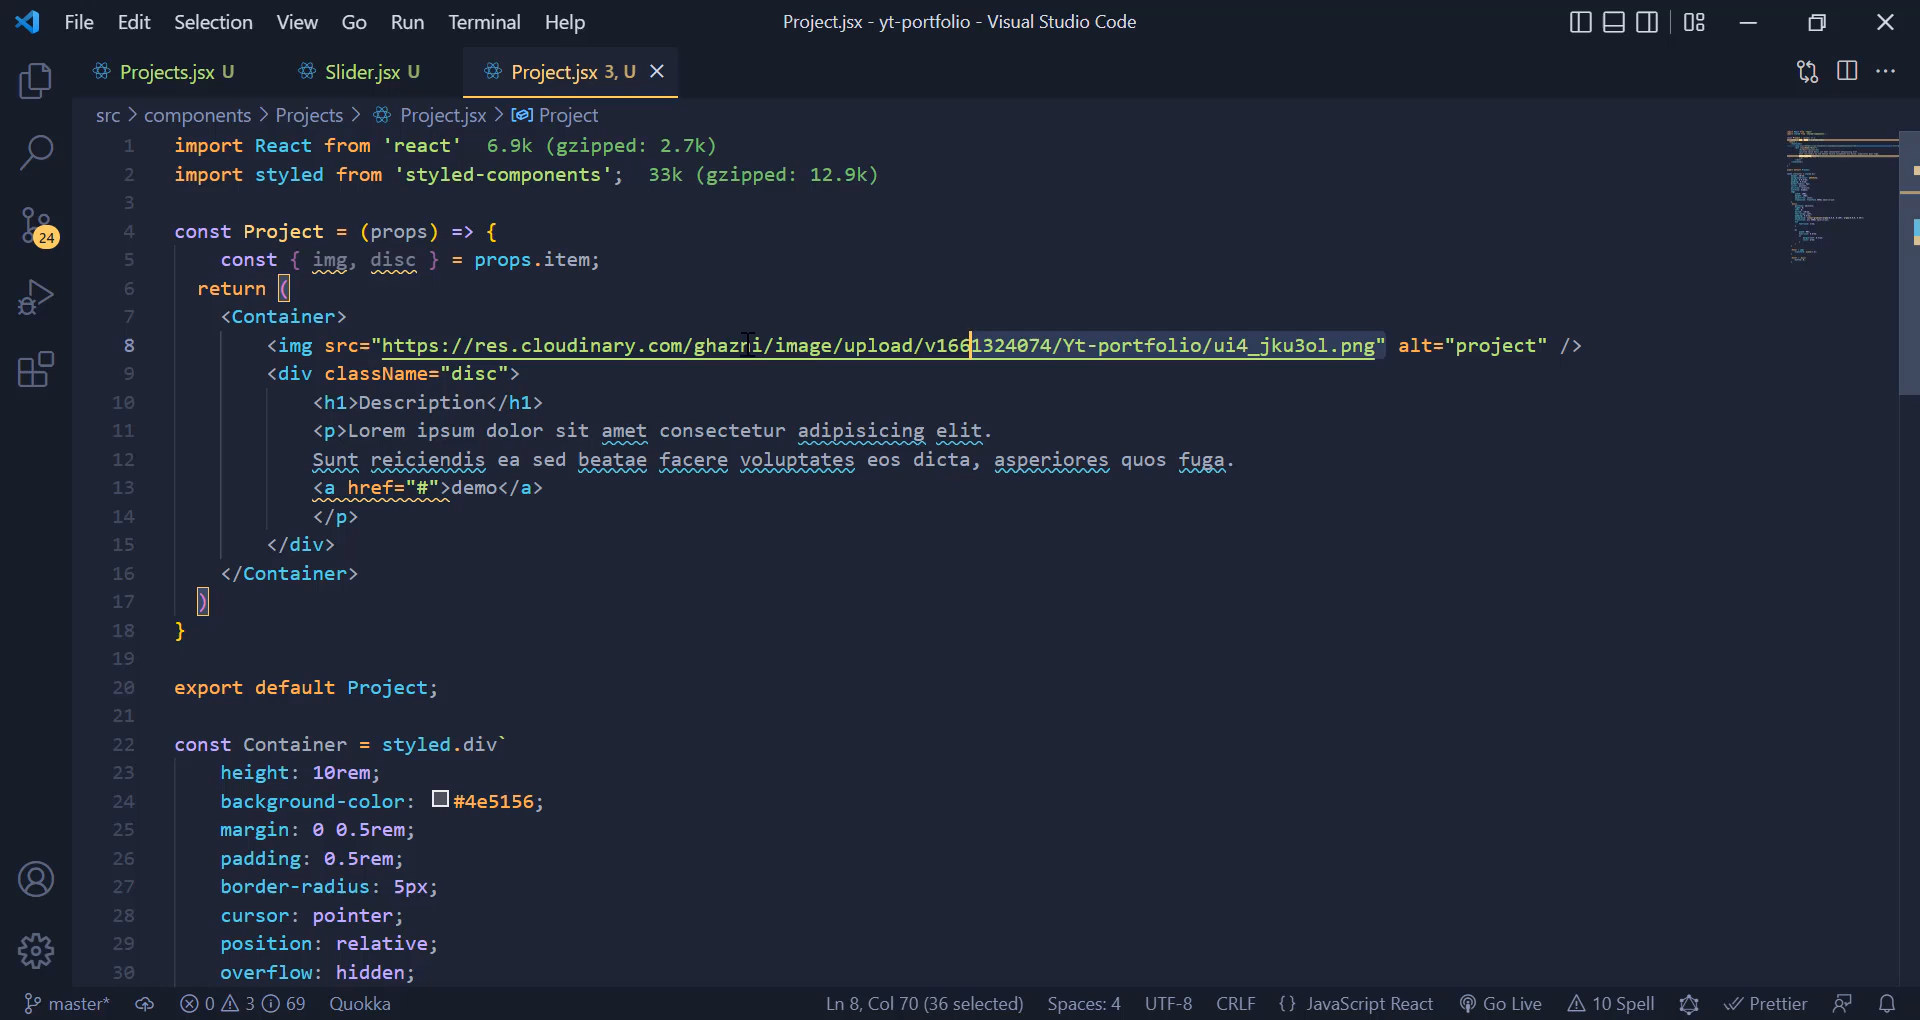 File Edit Selection View Go Run Terminal Help Project.jsx - yt-portfolio - Visual Studio Code
Projects.jsx U Slider.jsx U Project.jsx 3, U
src > components > Projects > Project.jsx > Project
1 import React from 'react' 6.9k (gzipped: 2.7k)
2 import styled from 'styled-components'; 33k (gzipped: 12.9k)
3
4 const Project = (props) => {
5 const { img, disc } = props.item;
6 return (
7 <Container>
8 <img src="https://res.cloudinary.com/ghazni/image/upload/v1661324074/Yt-portfolio/ui4_jku3ol.png" alt="project" />
9 <div className="disc">
10 <h1>Description</h1>
11 <p>Lorem ipsum dolor sit amet consectetur adipisicing elit.
12 Sunt reiciendis ea sed beatae facere voluptates eos dicta, asperiores quos fuga.
13 <a href="#">demo</a>
14 </p>
15 </div>
16 </Container>
17 )
18 }
19
20 export default Project;
21
22 const Container = styled.div`
23 height: 10rem;
24 background-color: #4e5156;
25 margin: 0 0.5rem;
26 padding: 0.5rem;
27 border-radius: 5px;
28 cursor: pointer;
29 position: relative;
30 overflow: hidden;
24
master* 0 3 69 Quokka Ln 8, Col 70 (36 selected) Spaces: 4 UTF-8 CRLF {} JavaScript React Go Live 10 Spell Prettier